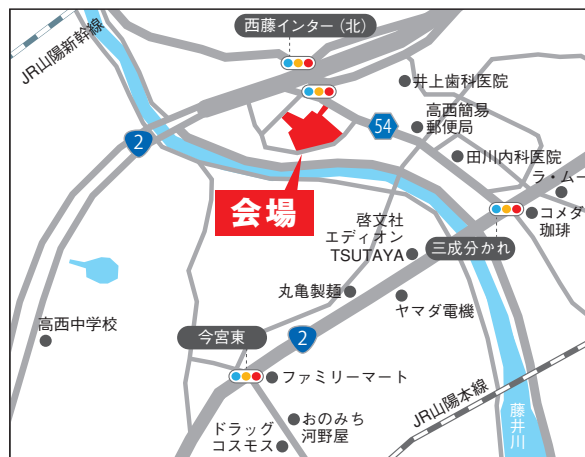 西藤インター(北)
JR山陽新幹線
井上歯科医院
高西簡易
郵便局
54
2
田川内科医院
ラ・ムー
会場
コメダ
珈琲
啓文社
エディオン
TSUTAYA
三成分かれ
丸亀製麺
ヤマダ電機
高西中学校
今宮東
2
ファミリーマート
おのみち
河野屋
ドラッグ
コスモス
JR山陽本線
藤井川